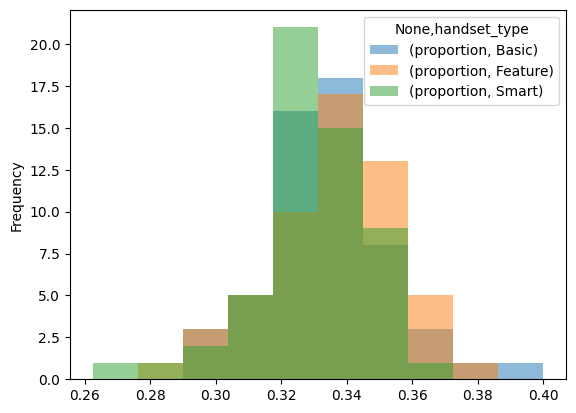 None,handset_type
(proportion, Basic)
(proportion, Feature)
(proportion, Smart)
Frequency
20.0
17.5
15.0
12.5
10.0
7.5
5.0
2.5
0.0
0.26 0.28 0.30 0.32 0.34 0.36 0.38 0.40